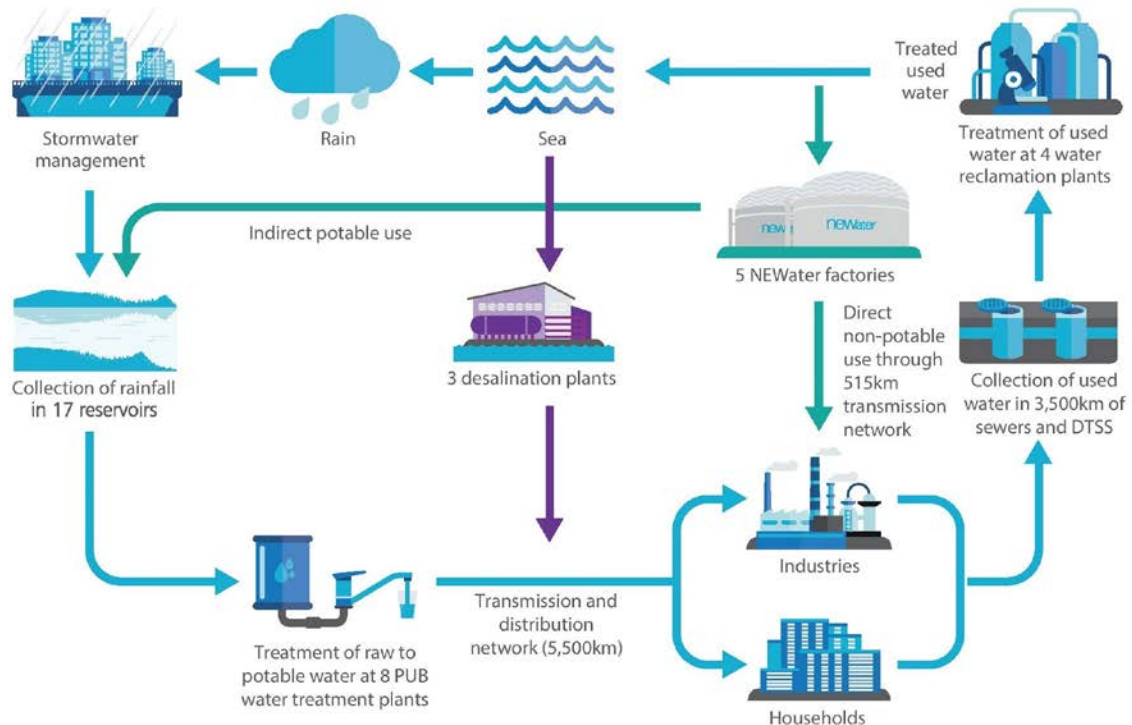 Treated
used
water
Stormwater
management
Rain
Sea
Treatment of used
water at 4 water
reclamation plants
Indirect potable use
newater
newater
5 NEWater factories
Collection of rainfall
in 17 reservoirs
3 desalination plants
Direct
non-potable
use through
515km
transmission
network
Collection of used
water in 3,500km of
sewers and DTSS
Industries
Treatment of raw to
potable water at 8 PUB
water treatment plants
Transmission and
distribution
network (5,500km)
Households